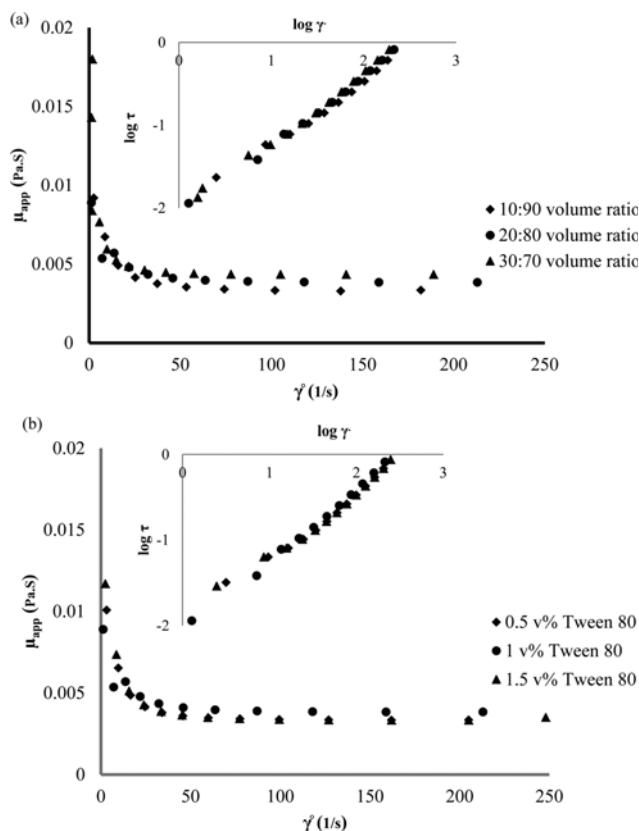 (a)
log γ
0 1 2 3
0
-1
-2
log τ
0.02
0.015
0.01
0.005
0
μapp (Pa.S)
10:90 volume ratio
20:80 volume ratio
30:70 volume ratio
0 50 100 150 200 250
γ° (1/s)
(b)
log γ
0 1 2 3
0
-1
-2
log τ
0.02
0.015
0.01
0.005
0
μapp (Pa.S)
0.5 v% Tween 80
1 v% Tween 80
1.5 v% Tween 80
0 50 100 150 200 250
γ° (1/s)